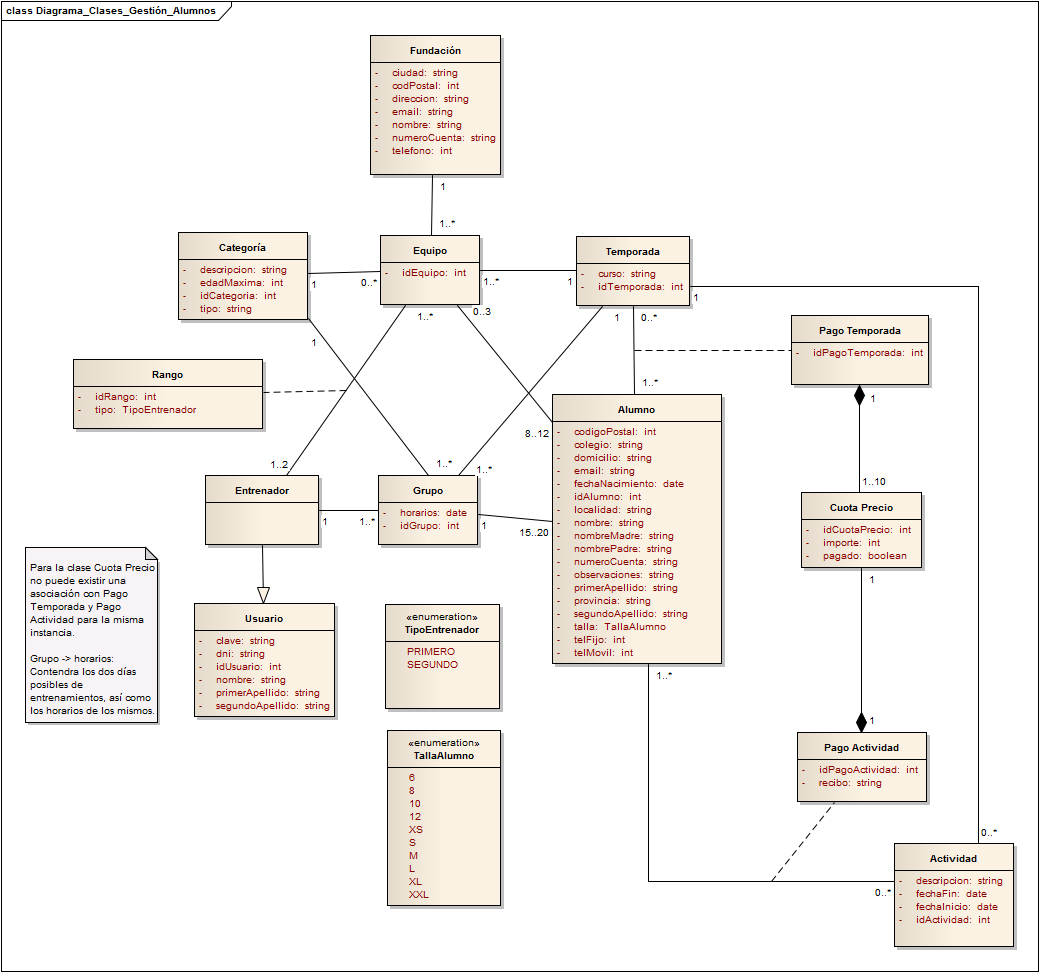 class Diagrama_Clases_Gestión_Alumnos
Fundación
- ciudad: string
- codPostal: int
- direccion: string
- email: string
- nombre: string
- numeroCuenta: string
- telefono: int
1
1..*
Categoría
- descripcion: string
- edadMaxima: int
- idCategoria: int
- tipo: string
1
0..*
1
Equipo
- idEquipo: int
1..*
1
1..*
0..3
Temporada
- curso: string
- idTemporada: int
1
1
0..*
Pago Temporada
- idPagoTemporada: int
1
1..10
Rango
- idRango: int
- tipo: TipoEntrenador
1..*
8..12
1..2
1..*
1..*
Alumno
- codigoPostal: int
- colegio: string
- domicilio: string
- email: string
- fechaNacimiento: date
- idAlumno: int
- localidad: string
- nombre: string
- nombreMadre: string
- nombrePadre: string
- numeroCuenta: string
- observaciones: string
- primerApellido: string
- provincia: string
- segundoApellido: string
- talla: TallaAlumno
- telFijo: int
- telMovil: int
1..*
Entrenador
1
1..*
Grupo
- horarios: date
- idGrupo: int
1
15..20
Cuota Precio
- idCuotaPrecio: int
- importe: int
- pagado: boolean
1
1
Para la clase Cuota Precio
no puede existir una
asociación con Pago
Temporada y Pago
Actividad para la misma
instancia.
Grupo -> horarios:
Contendra los dos días
posibles de
entrenamientos, así como
los horarios de los mismos.
Usuario
- clave: string
- dni: string
- idUsuario: int
- nombre: string
- primerApellido: string
- segundoApellido: string
«enumeration»
TipoEntrenador
PRIMERO
SEGUNDO
«enumeration»
TallaAlumno
6
8
10
12
XS
S
M
L
XL
XXL
Pago Actividad
- idPagoActividad: int
- recibo: string
0..*
0..*
Actividad
- descripcion: string
- fechaFin: date
- fechaInicio: date
- idActividad: int